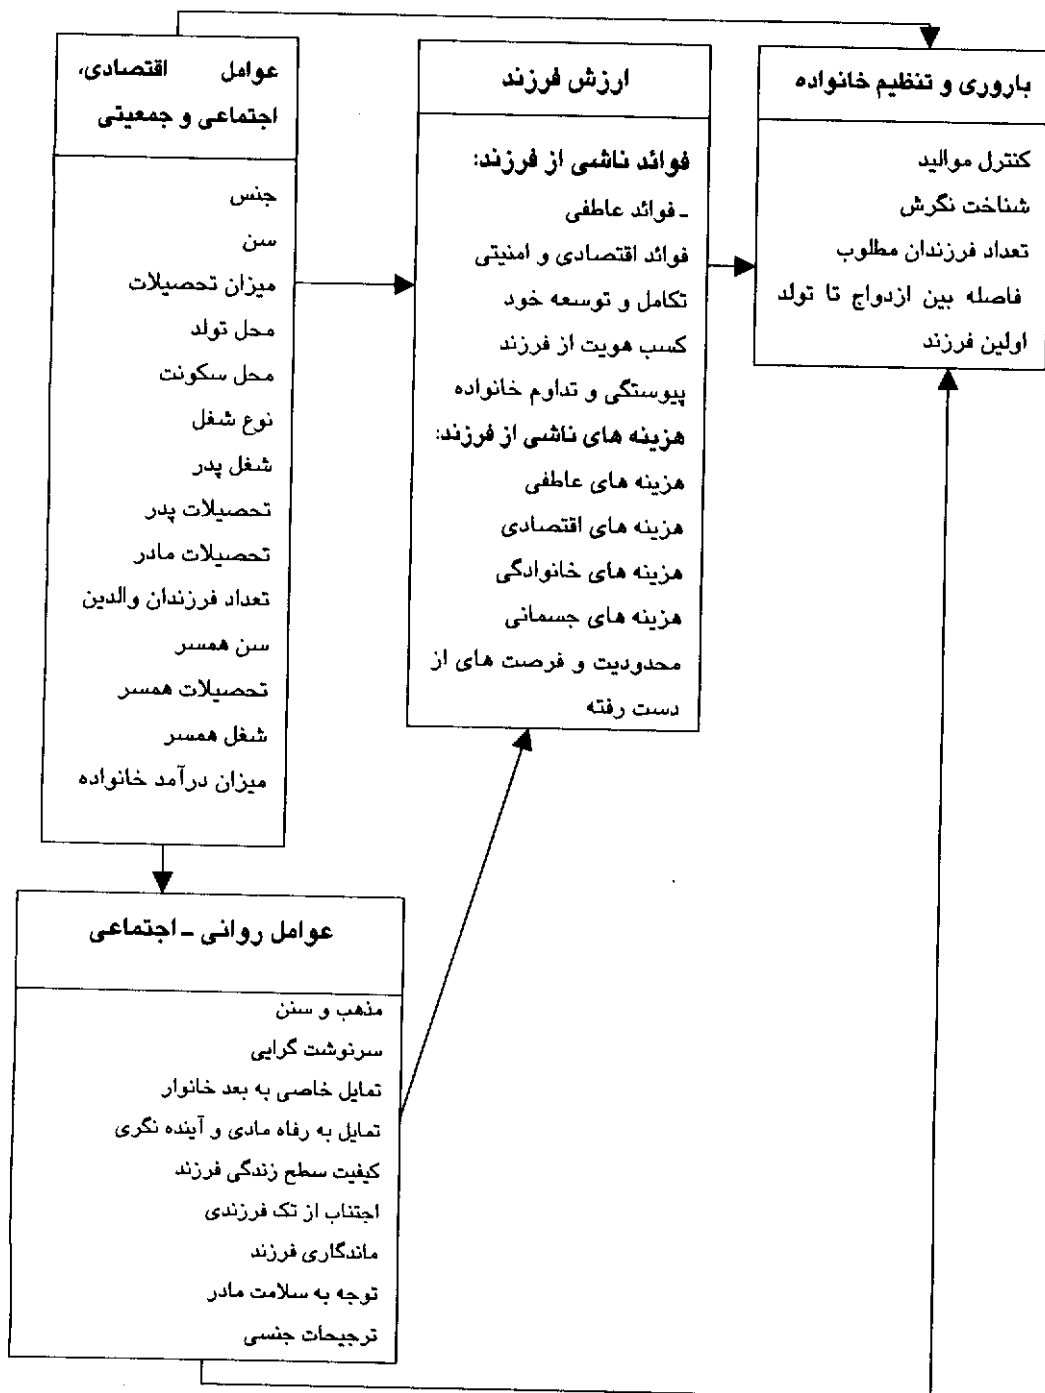 عوامل اقتصادی،
اجتماعی و جمعیتی
جنس
سن
میزان تحصیلات
محل تولد
محل سکونت
نوع شغل
شغل پدر
تحصیلات پدر
تحصیلات مادر
تعداد فرزندان والدین
سن همسر
تحصیلات همسر
شغل همسر
میزان درآمد خانواده
ارزش فرزند
فوائد ناشی از فرزند:
ـ فوائد عاطفی
فوائد اقتصادی و امنیتی
تکامل و توسعه خود
کسب هویت از فرزند
پیوستگی و تداوم خانواده
هزینه های ناشی از فرزند:
هزینه های عاطفی
هزینه های اقتصادی
هزینه های خانوادگی
هزینه های جسمانی
محدودیت و فرصت های از
دست رفته
باروری و تنظیم خانواده
کنترل موالید
شناخت نگرش
تعداد فرزندان مطلوب
فاصله بین ازدواج تا تولد
اولین فرزند
عوامل روانی ـ اجتماعی
مذهب و سنن
سرنوشت گرایی
تمایل خاصی به بعد خانوار
تمایل به رفاه مادی و آینده نگری
کیفیت سطح زندگی فرزند
اجتناب از تک فرزندی
ماندگاری فرزند
توجه به سلامت مادر
ترجیحات جنسی